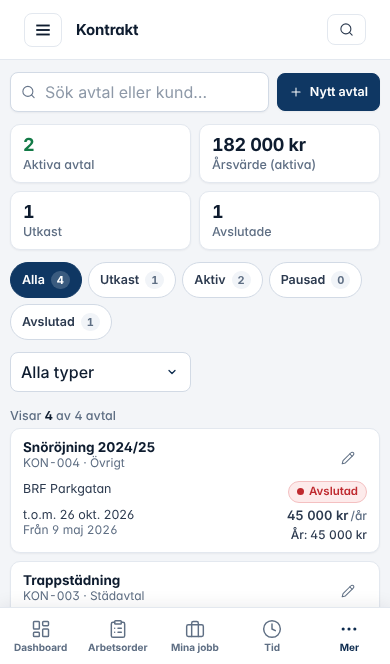 Kontrakt
Sök avtal eller kund...
Nytt avtal
2
Aktiva avtal
182 000 kr
Årsvärde (aktiva)
1
Utkast
1
Avslutade
Alla 4
Utkast 1
Aktiv 2
Pausad 0
Avslutad 1
Alla typer
Visar 4 av 4 avtal
Snöröjning 2024/25
KON-004 · Övrigt
BRF Parkgatan
Avslutad
t.o.m. 26 okt. 2026
45 000 kr /år
Från 9 maj 2026
År: 45 000 kr
Trappstädning
KON-003 · Städavtal
Dashboard
Arbetsorder
Mina jobb
Tid
Mer